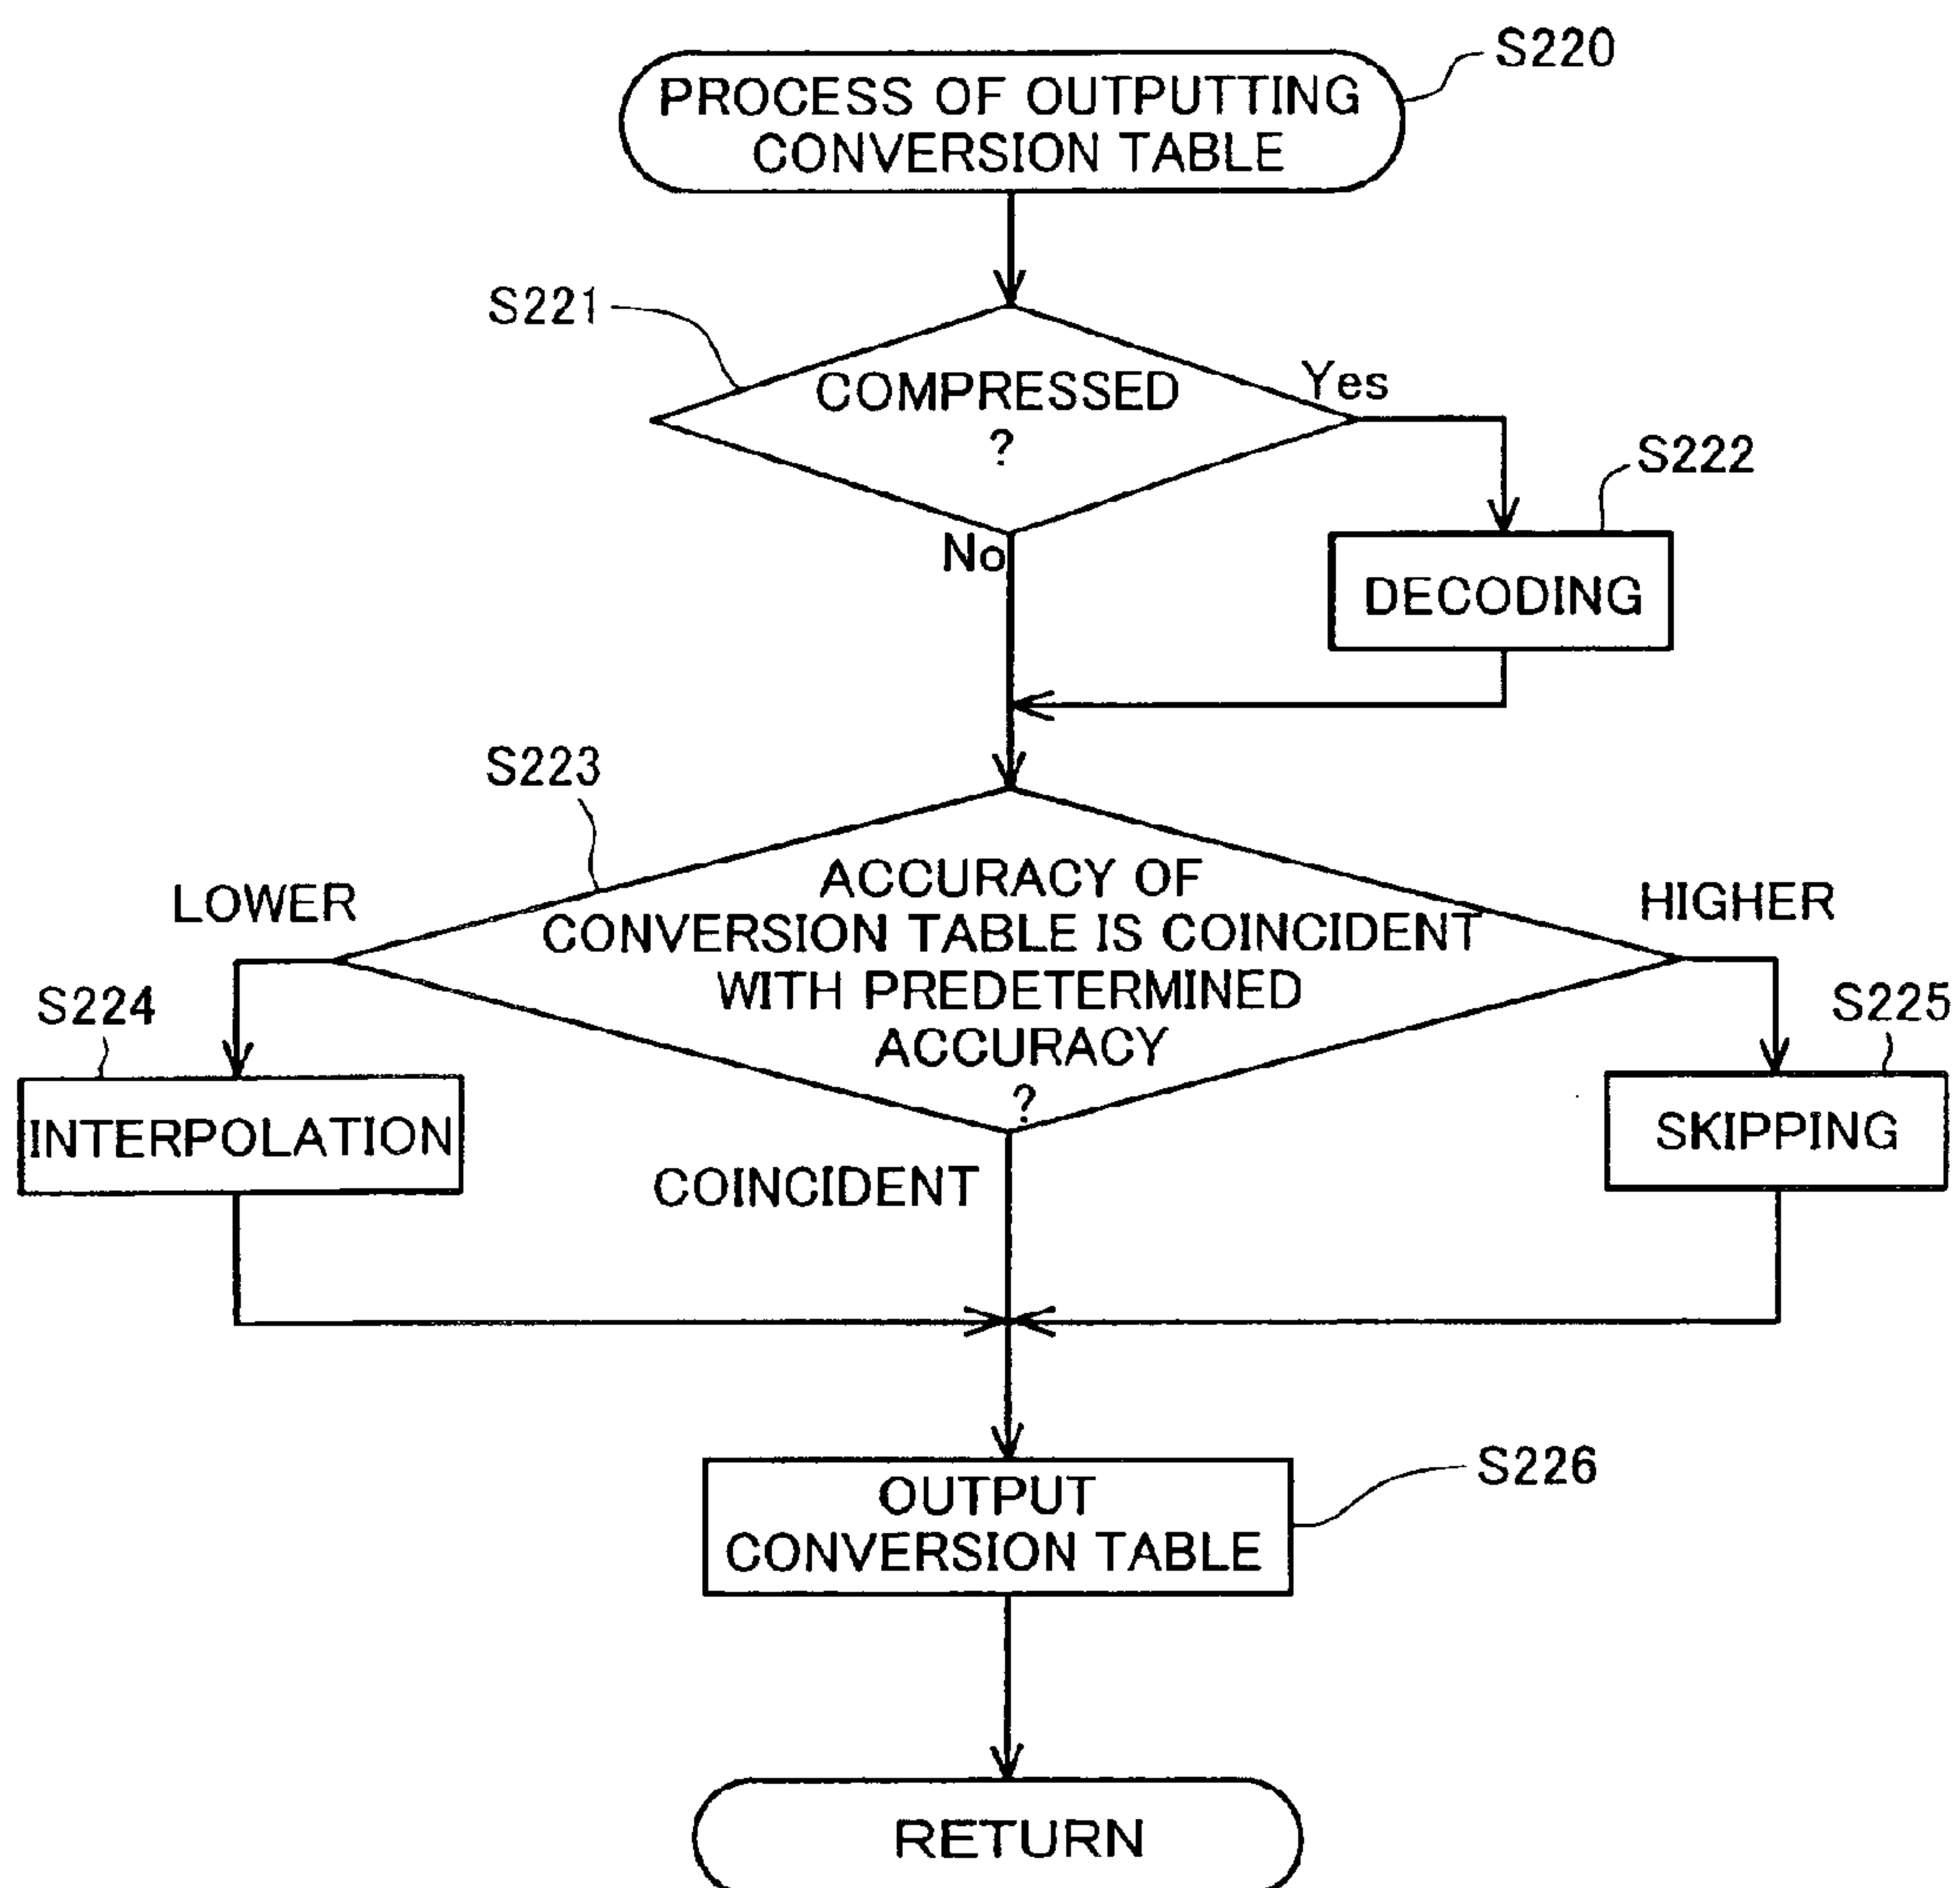 S220
PROCESS OF OUTPUTTING
CONVERSION TABLE
S221
COMPRESSED
?
Yes
No
S222
DECODING
S223
ACCURACY OF
CONVERSION TABLE IS COINCIDENT
WITH PREDETERMINED
ACCURACY
?
LOWER
HIGHER
COINCIDENT
S224
INTERPOLATION
S225
SKIPPING
S226
OUTPUT
CONVERSION TABLE
RETURN